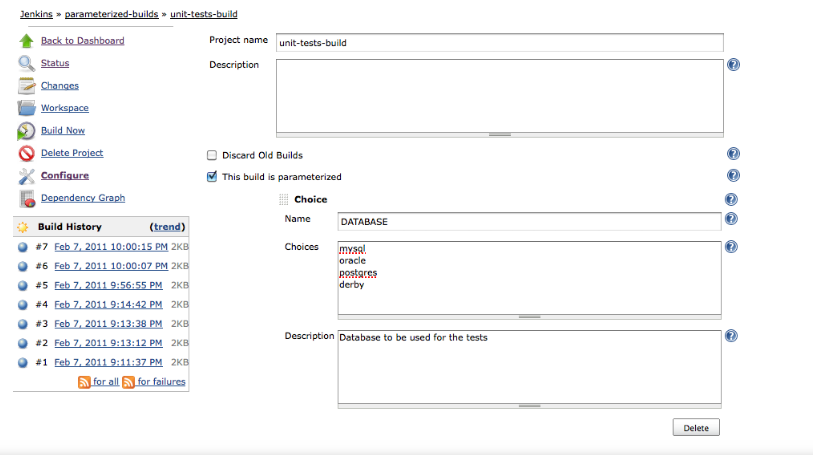 Jenkins » parameterized-builds » unit-tests-build
Back to Dashboard
Status
Changes
Workspace
Build Now
Delete Project
Configure
Dependency Graph
Build History (trend)
#7 Feb 7, 2011 10:00:15 PM 2KB
#6 Feb 7, 2011 10:00:07 PM 2KB
#5 Feb 7, 2011 9:56:55 PM 2KB
#4 Feb 7, 2011 9:14:42 PM 2KB
#3 Feb 7, 2011 9:13:38 PM 2KB
#2 Feb 7, 2011 9:13:12 PM 2KB
#1 Feb 7, 2011 9:11:37 PM 2KB
for all for failures
Project name unit-tests-build
Description
Discard Old Builds
This build is parameterized
Choice
Name DATABASE
Choices mysql
oracle
postgres
derby
Description Database to be used for the tests
Delete